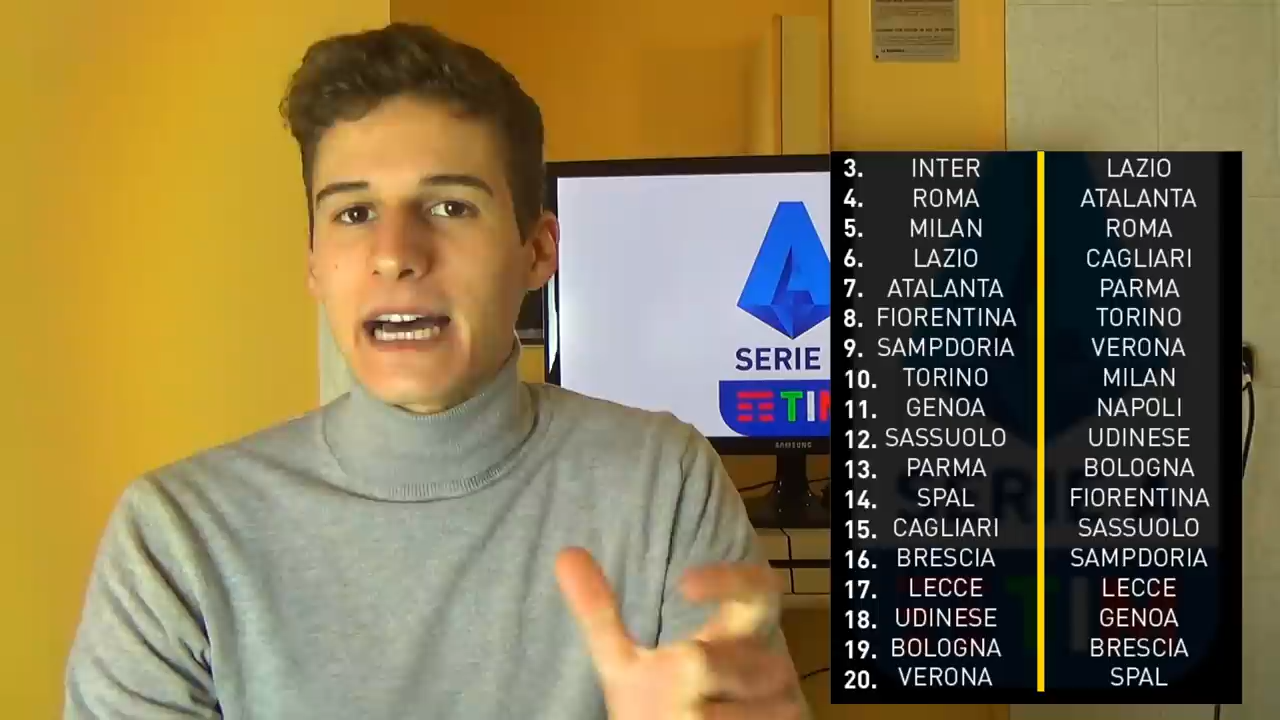 3. INTER LAZIO
4. ROMA ATALANTA
5. MILAN ROMA
6. LAZIO CAGLIARI
7. ATALANTA PARMA
8. FIORENTINA TORINO
9. SAMPDORIA VERONA
10. TORINO MILAN
11. GENOA NAPOLI
12. SASSUOLO UDINESE
13. PARMA BOLOGNA
14. SPAL FIORENTINA
15. CAGLIARI SASSUOLO
16. BRESCIA SAMPDORIA
17. LECCE LECCE
18. UDINESE GENOA
19. BOLOGNA BRESCIA
20. VERONA SPAL
SERIE
TI
SAMSUNG